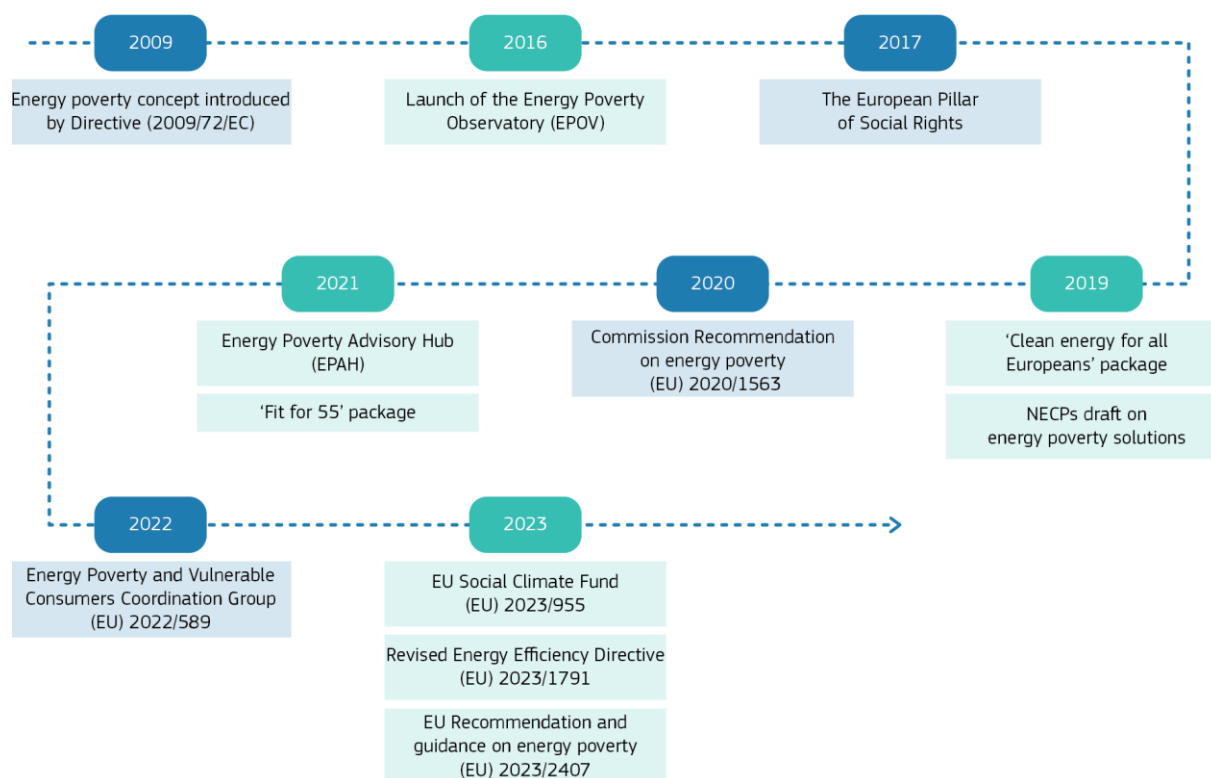 2009
Energy poverty concept introduced
by Directive (2009/72/EC)
2016
Launch of the Energy Poverty
Observatory (EPOV)
2017
The European Pillar
of Social Rights
2019
‘Clean energy for all
Europeans’ package
NECPs draft on
energy poverty solutions
2020
Commission Recommendation
on energy poverty
(EU) 2020/1563
2021
Energy Poverty Advisory Hub
(EPAH)
‘Fit for 55’ package
2022
Energy Poverty and Vulnerable
Consumers Coordination Group
(EU) 2022/589
2023
EU Social Climate Fund
(EU) 2023/955
Revised Energy Efficiency Directive
(EU) 2023/1791
EU Recommendation and
guidance on energy poverty
(EU) 2023/2407